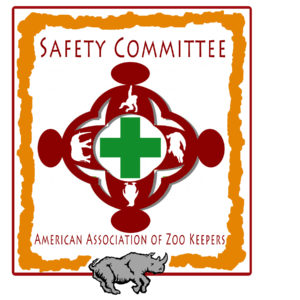 SAFETY COMMITTEE
AMERICAN ASSOCIATION OF ZOO KEEPERS